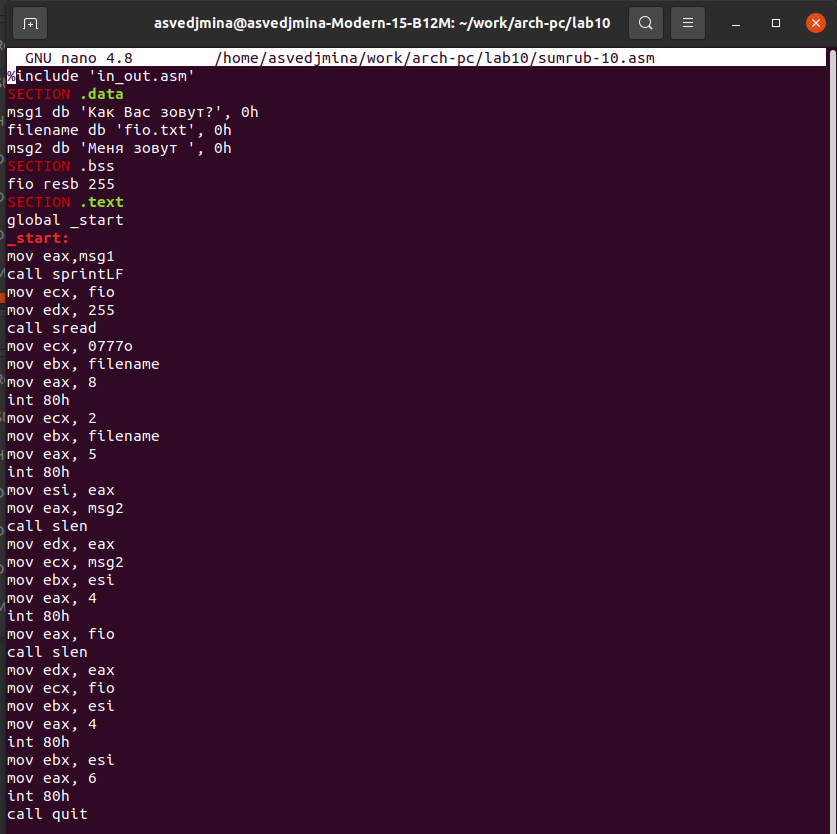 asvedjmina@asvedjmina-Modern-15-B12M: ~/work/arch-pc/lab10
GNU nano 4.8 /home/asvedjmina/work/arch-pc/lab10/sumrub-10.asm
%include 'in_out.asm'
SECTION .data
msg1 db 'Как Вас зовут?', 0h
filename db 'fio.txt', 0h
msg2 db 'Меня зовут ', 0h
SECTION .bss
fio resb 255
SECTION .text
global _start
_start:
mov eax,msg1
call sprintLF
mov ecx, fio
mov edx, 255
call sread
mov ecx, 0777o
mov ebx, filename
mov eax, 8
int 80h
mov ecx, 2
mov ebx, filename
mov eax, 5
int 80h
mov esi, eax
mov eax, msg2
call slen
mov edx, eax
mov ecx, msg2
mov ebx, esi
mov eax, 4
int 80h
mov eax, fio
call slen
mov edx, eax
mov ecx, fio
mov ebx, esi
mov eax, 4
int 80h
mov ebx, esi
mov eax, 6
int 80h
call quit